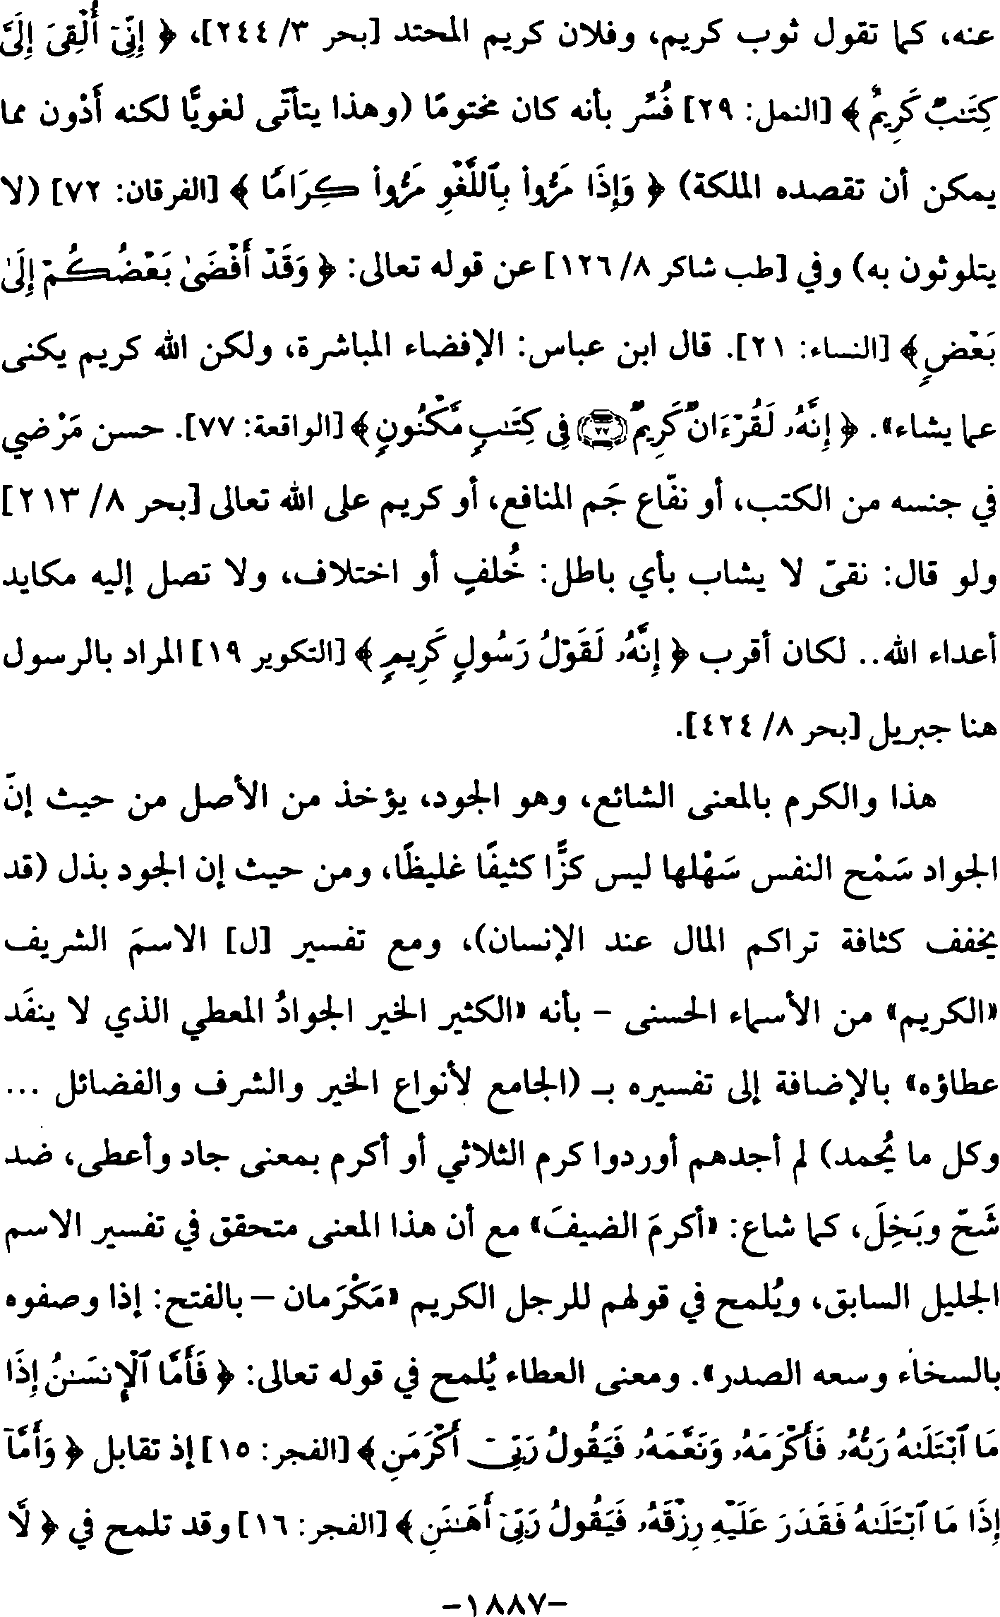 عنه، كما تقول ثوب كريم، وفلان كريم المحتد [بحر ٣/ ٢٤٤]، ﴿ إِنِّىٓ أُلْقِىَ إِلَىَّ
كِتَٰبٌ كَرِيمٌ ﴾ [النمل: ٢٩] فُسِّر بأنه كان مختومًا (وهذا يتأتّى لغويًّا لكنه أَدْون مما
يمكن أن تقصده الملكة) ﴿ وَإِذَا مَرُّوا۟ بِٱللَّغْوِ مَرُّوا۟ كِرَامًا ﴾ [الفرقان: ٧٢] (لا
يتلوثون به) وفي [طب شاكر ٨/ ١٢٦] عن قوله تعالى: ﴿ وَقَدْ أَفْضَىٰ بَعْضُكُمْ إِلَىٰ
بَعْضٍ ﴾ [النساء: ٢١]. قال ابن عباس: الإفضاء المباشرة، ولكن الله كريم يكنى
عما يشاء». ﴿ إِنَّهُۥ لَقُرْءَانٌ كَرِيمٌ ٧٧ فِى كِتَٰبٍ مَّكْنُونٍ ﴾ [الواقعة: ٧٧]. حسن مَرْضي
في جنسه من الكتب، أو نفّاع جَم المنافع، أو كريم على الله تعالى [بحر ٨/ ٢١٣]
ولو قال: نقىّ لا يشاب بأي باطل: خُلفٍ أو اختلاف، ولا تصل إليه مكايد
أعداء الله.. لكان أقرب ﴿ إِنَّهُۥ لَقَوْلُ رَسُولٍ كَرِيمٍ ﴾ [التكوير ١٩] المراد بالرسول
هنا جبريل [بحر ٨/ ٤٢٤].
هذا والكرم بالمعنى الشائع، وهو الجود، يؤخذ من الأصل من حيث إنّ
الجواد سَمْح النفس سَهْلها ليس كزًّا كثيفًا غليظًا، ومن حيث إن الجود بذل (قد
يخفف كثافة تراكم المال عند الإنسان)، ومع تفسير [ل] الاسمَ الشريف
«الكريم» من الأسماء الحسنى – بأنه «الكثير الخير الجوادُ المعطي الذي لا ينفَد
عطاؤه» بالإضافة إلى تفسيره بـ (الجامع لأنواع الخير والشرف والفضائل ...
وكل ما يُحمد) لم أجدهم أوردوا كرم الثلاثي أو أكرم بمعنى جاد وأعطى، ضد
شَحّ وبَخِلَ، كما شاع: «أكرمَ الضيفَ» مع أن هذا المعنى متحقق في تفسير الاسم
الجليل السابق، ويُلمح في قولهم للرجل الكريم «مَكْرَمان – بالفتح: إذا وصفوه
بالسخاء وسعه الصدر». ومعنى العطاء يُلمح في قوله تعالى: ﴿ فَأَمَّا ٱلْإِنسَٰنُ إِذَا
مَا ٱبْتَلَىٰهُ رَبُّهُۥ فَأَكْرَمَهُۥ وَنَعَّمَهُۥ فَيَقُولُ رَبِّىٓ أَكْرَمَنِ ﴾ [الفجر: ١٥] إذ تقابل ﴿ وَأَمَّآ
إِذَا مَا ٱبْتَلَىٰهُ فَقَدَرَ عَلَيْهِ رِزْقَهُۥ فَيَقُولُ رَبِّىٓ أَهَٰنَنِ ﴾ [الفجر: ١٦] وقد تلمح في ﴿ لَّا
-١٨٨٧-